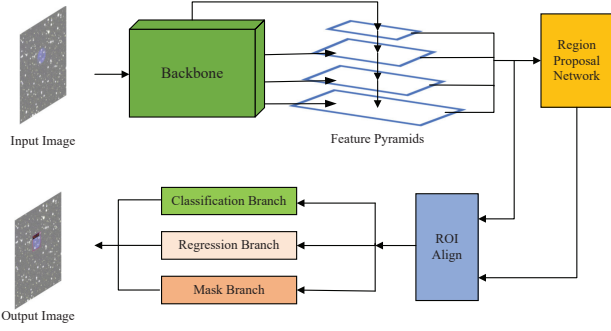 Backbone
Region
Proposal
Network
Input Image
Feature Pyramids
Classification Branch
Regression Branch
Mask Branch
ROI
Align
Output Image